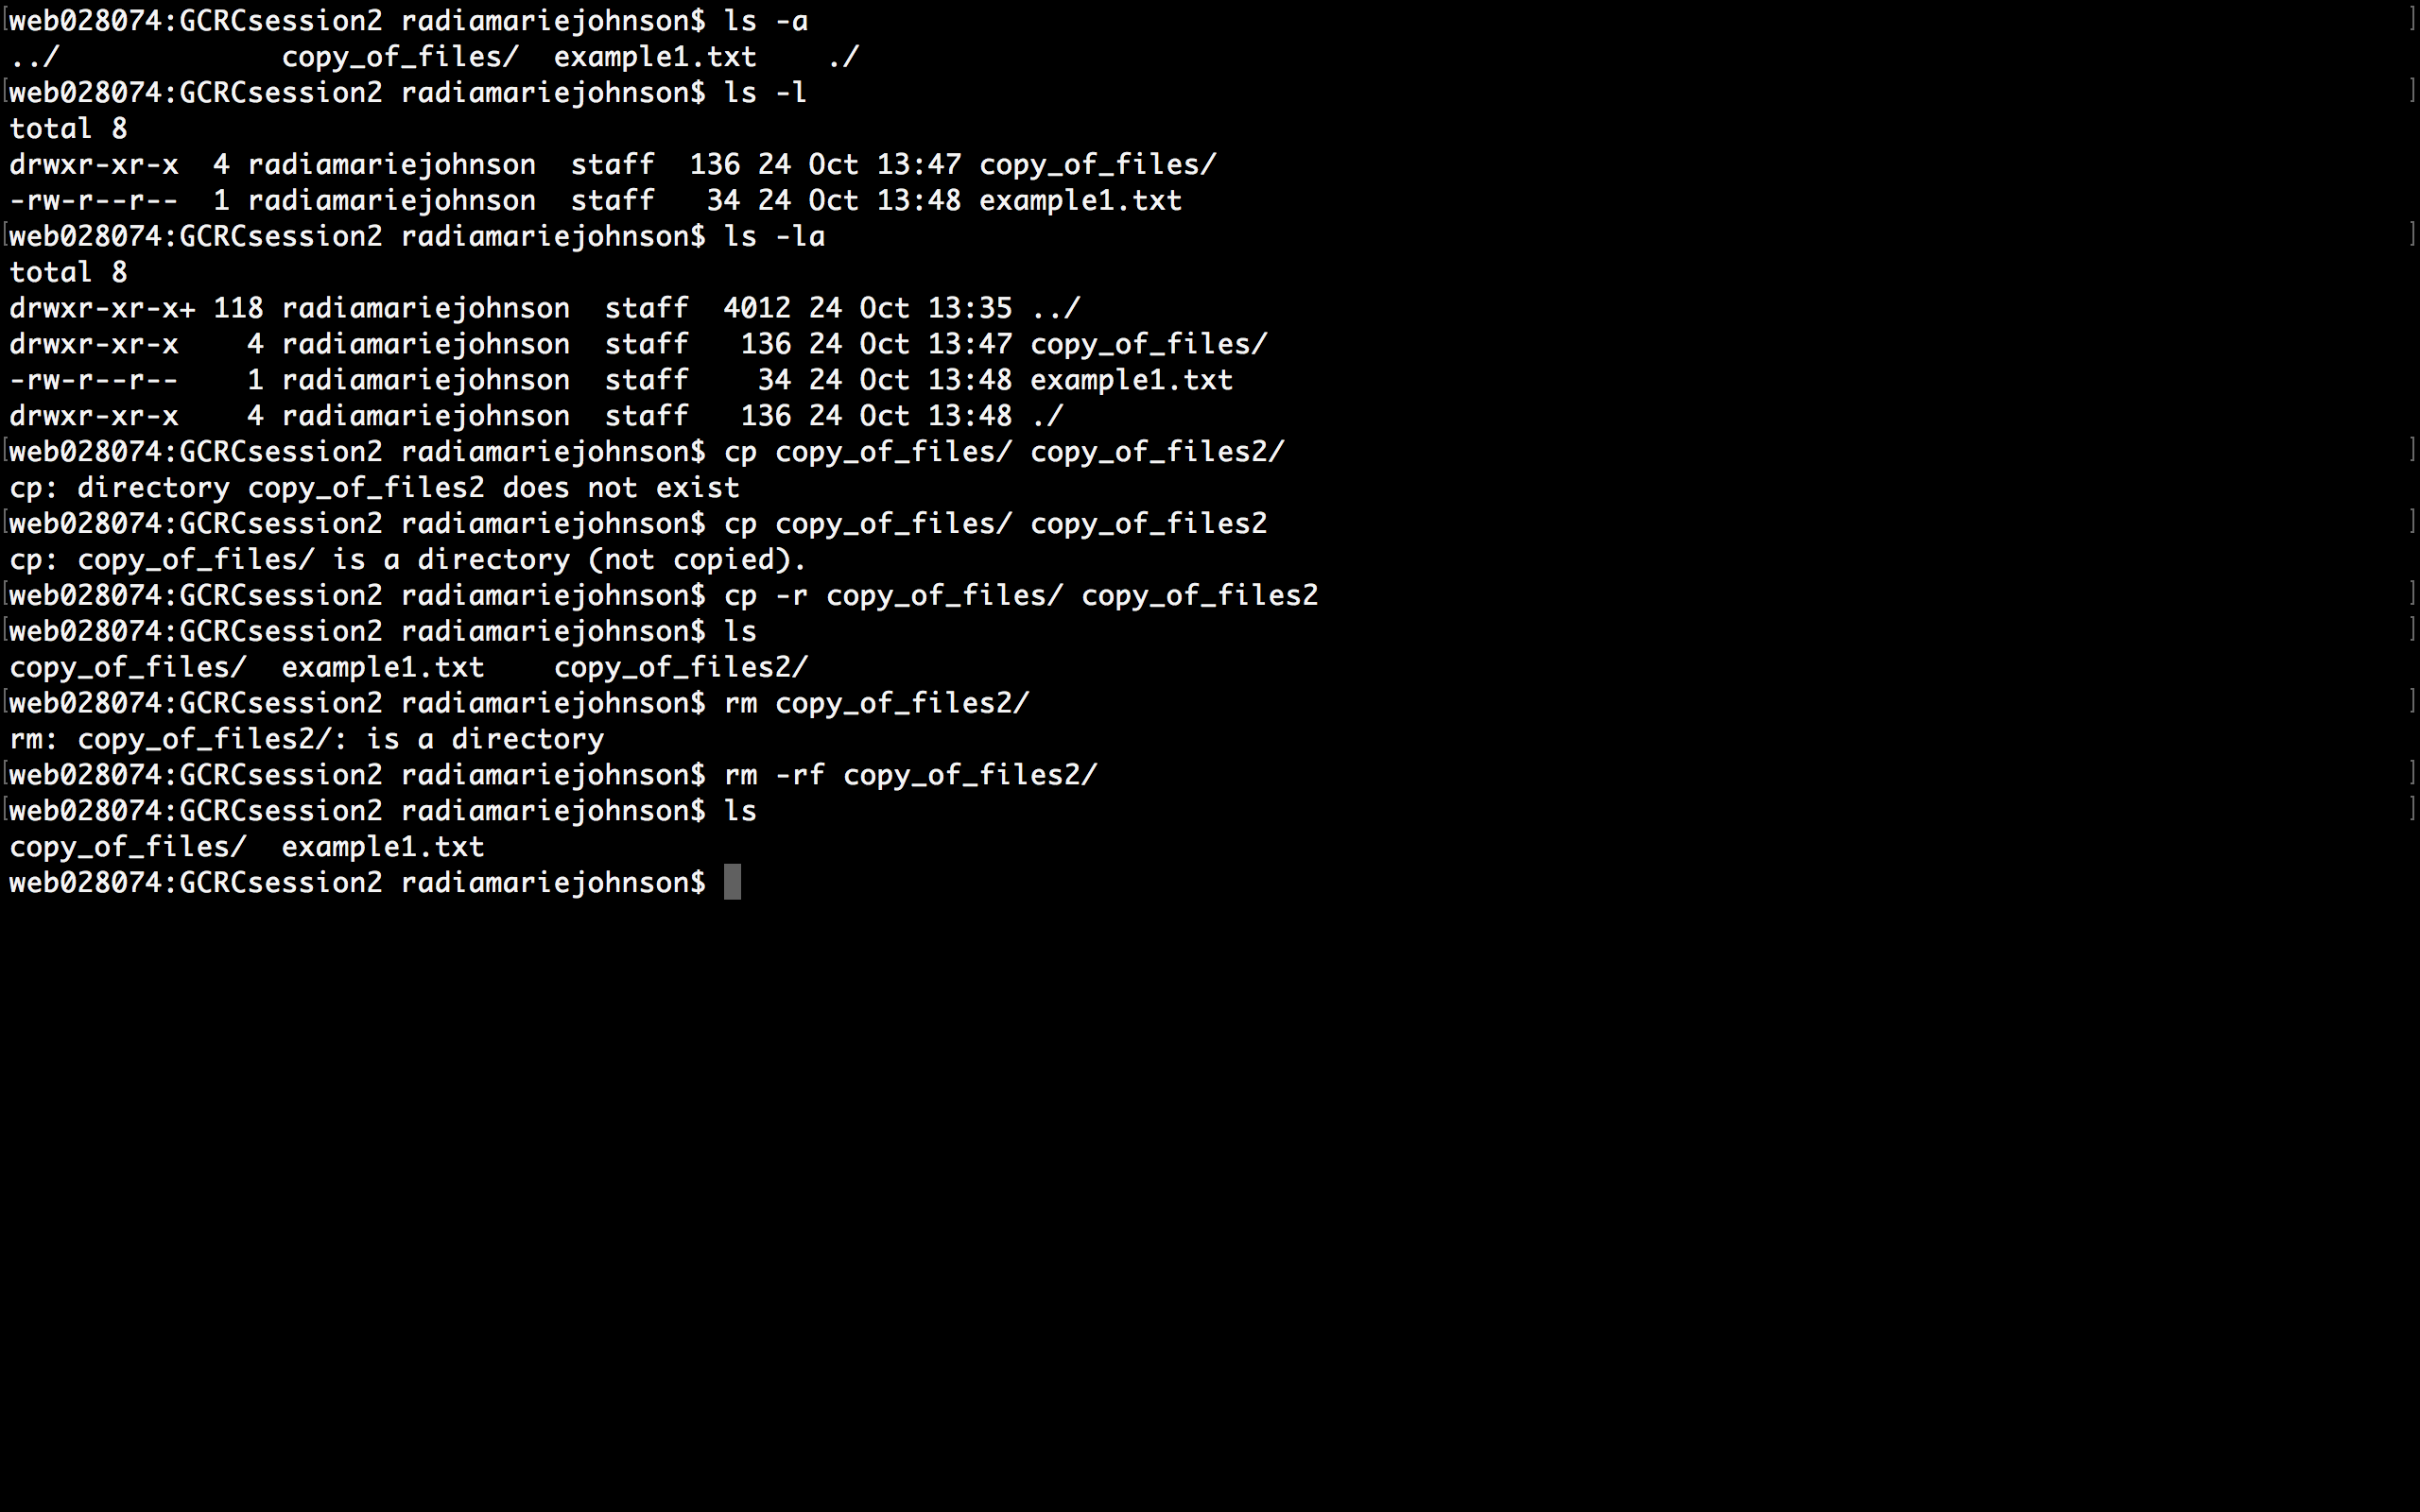 [web028074:GCRCsession2 radiamariejohnson$ ls -a ]
../             copy_of_files/  example1.txt    ./
[web028074:GCRCsession2 radiamariejohnson$ ls -l ]
total 8
drwxr-xr-x  4 radiamariejohnson  staff  136 24 Oct 13:47 copy_of_files/
-rw-r--r--  1 radiamariejohnson  staff   34 24 Oct 13:48 example1.txt
[web028074:GCRCsession2 radiamariejohnson$ ls -la ]
total 8
drwxr-xr-x+ 118 radiamariejohnson  staff  4012 24 Oct 13:35 ../
drwxr-xr-x    4 radiamariejohnson  staff   136 24 Oct 13:47 copy_of_files/
-rw-r--r--    1 radiamariejohnson  staff    34 24 Oct 13:48 example1.txt
drwxr-xr-x    4 radiamariejohnson  staff   136 24 Oct 13:48 ./
[web028074:GCRCsession2 radiamariejohnson$ cp copy_of_files/ copy_of_files2/ ]
cp: directory copy_of_files2 does not exist
[web028074:GCRCsession2 radiamariejohnson$ cp copy_of_files/ copy_of_files2 ]
cp: copy_of_files/ is a directory (not copied).
[web028074:GCRCsession2 radiamariejohnson$ cp -r copy_of_files/ copy_of_files2 ]
[web028074:GCRCsession2 radiamariejohnson$ ls ]
copy_of_files/  example1.txt    copy_of_files2/
[web028074:GCRCsession2 radiamariejohnson$ rm copy_of_files2/ ]
rm: copy_of_files2/: is a directory
[web028074:GCRCsession2 radiamariejohnson$ rm -rf copy_of_files2/ ]
[web028074:GCRCsession2 radiamariejohnson$ ls ]
copy_of_files/  example1.txt
web028074:GCRCsession2 radiamariejohnson$